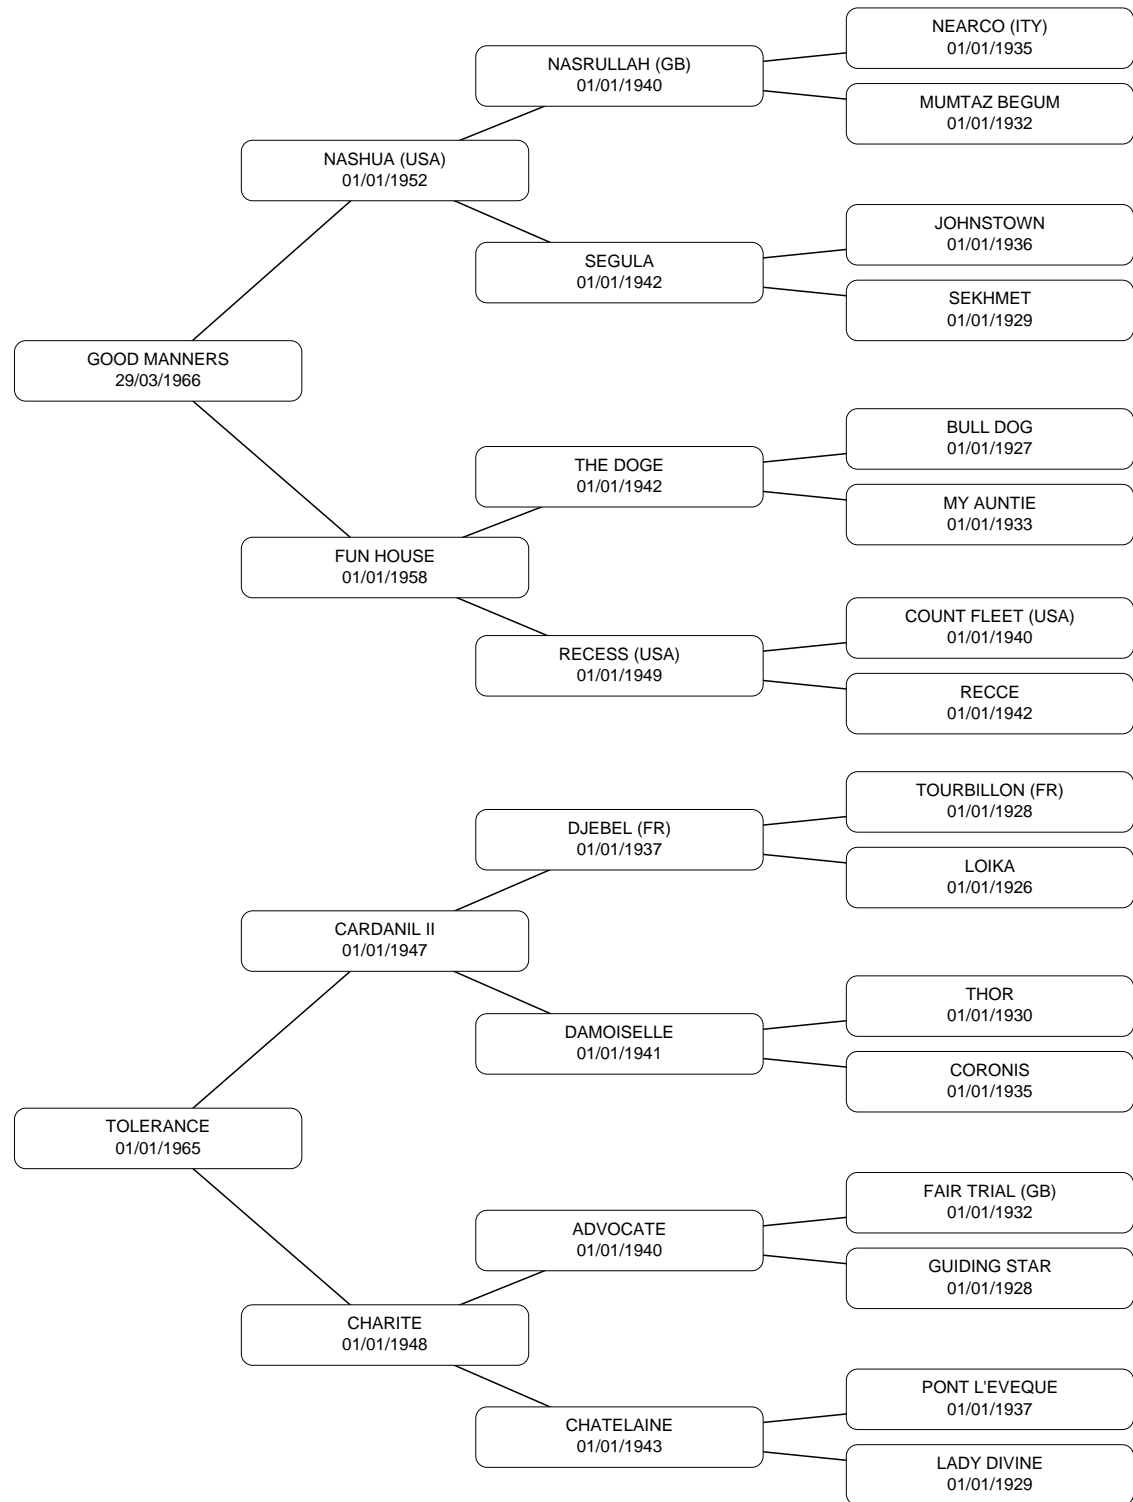 NEARCO (ITY)
01/01/1935
NASRULLAH (GB)
01/01/1940
MUMTAZ BEGUM
01/01/1932
NASHUA (USA)
01/01/1952
JOHNSTOWN
01/01/1936
SEGULA
01/01/1942
SEKHMET
01/01/1929
GOOD MANNERS
29/03/1966
BULL DOG
01/01/1927
THE DOGE
01/01/1942
MY AUNTIE
01/01/1933
FUN HOUSE
01/01/1958
COUNT FLEET (USA)
01/01/1940
RECESS (USA)
01/01/1949
RECCE
01/01/1942
TOURBILLON (FR)
01/01/1928
DJEBEL (FR)
01/01/1937
LOIKA
01/01/1926
CARDANIL II
01/01/1947
THOR
01/01/1930
DAMOISELLE
01/01/1941
CORONIS
01/01/1935
TOLERANCE
01/01/1965
FAIR TRIAL (GB)
01/01/1932
ADVOCATE
01/01/1940
GUIDING STAR
01/01/1928
CHARITE
01/01/1948
PONT L'EVEQUE
01/01/1937
CHATELAINE
01/01/1943
LADY DIVINE
01/01/1929